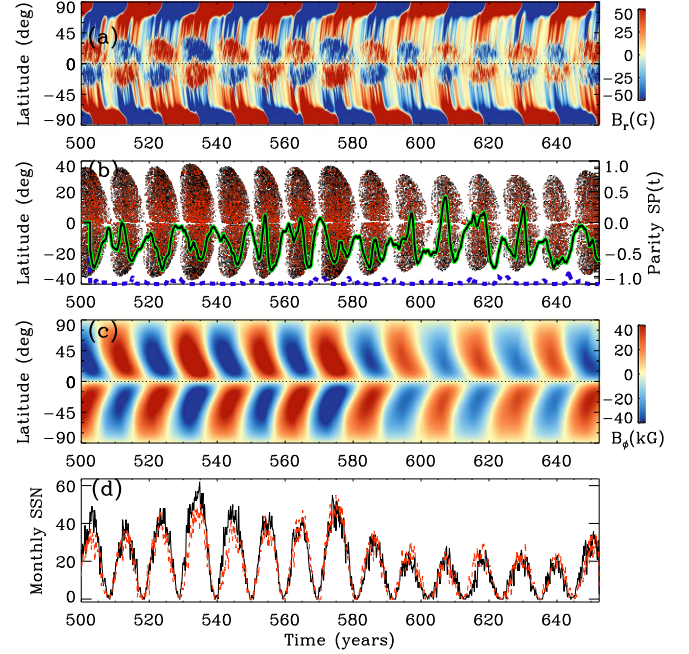 50
90
(a)
45
25
0
0
−45
−25
−90
−50
Latitude (deg)
B_r(G)
500 520 540 560 580 600 620 640
40
(b)
1.0
20
0.5
0
0.0
−20
−0.5
−40
−1.0
Latitude (deg)
Parity SP(t)
500 520 540 560 580 600 620 640
90
(c)
40
45
20
0
0
−45
−20
−90
−40
Latitude (deg)
B_ϕ(kG)
500 520 540 560 580 600 620 640
60
(d)
40
20
0
Monthly SSN
500 520 540 560 580 600 620 640
Time (years)